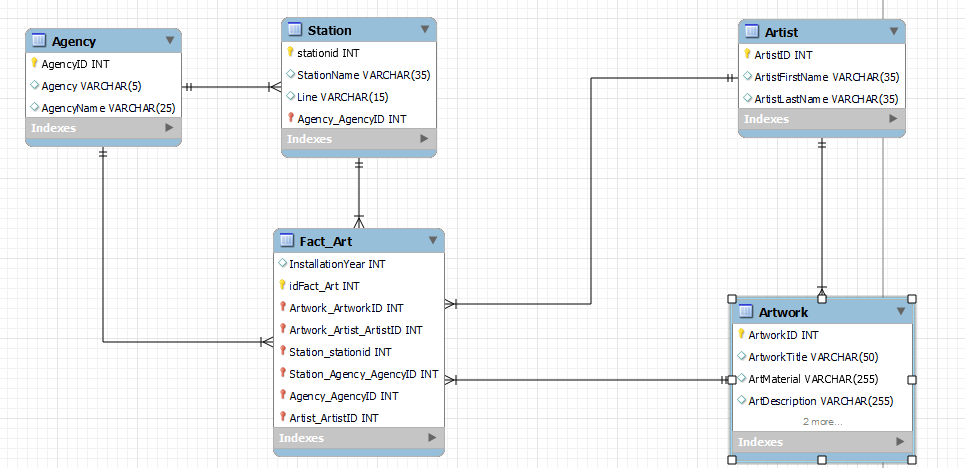 Agency
AgencyID INT
Agency VARCHAR(5)
AgencyName VARCHAR(25)
Indexes
Station
stationid INT
StationName VARCHAR(35)
Line VARCHAR(15)
Agency_AgencyID INT
Indexes
Artist
ArtistID INT
ArtistFirstName VARCHAR(35)
ArtistLastName VARCHAR(35)
Indexes
Fact_Art
InstallationYear INT
idFact_Art INT
Artwork_ArtworkID INT
Artwork_Artist_ArtistID INT
Station_stationid INT
Station_Agency_AgencyID INT
Agency_AgencyID INT
Artist_ArtistID INT
Indexes
Artwork
ArtworkID INT
ArtworkTitle VARCHAR(50)
ArtMaterial VARCHAR(255)
ArtDescription VARCHAR(255)
2 more...
Indexes